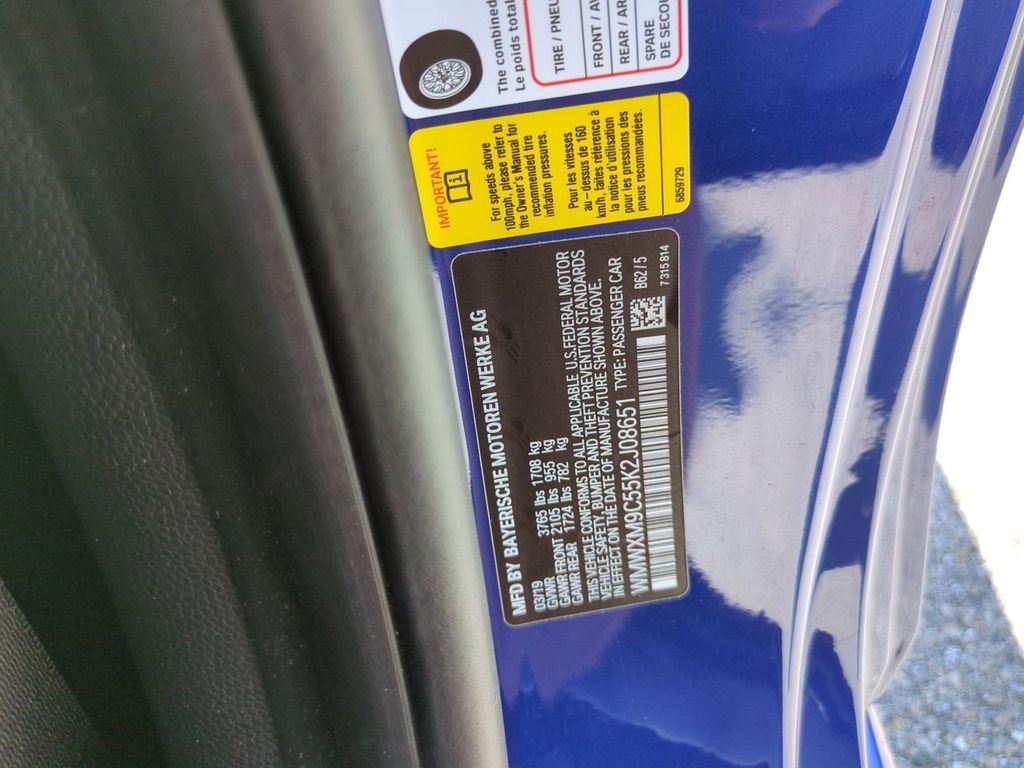 The combined
Le poids total
TIRE / PNEU
FRONT / AV
REAR / AR
SPARE
DE SECOU
IMPORTANT!
For speeds above
100mph, please refer to
the Owner's Manual for
recommended tire
inflation pressures.
Pour les vitesses
au – dessus de 160
km/h, faites référence à
la notice d'utilisation
pour les pressions des
pneus recommandées.
6859729
MFD BY BAYERISCHE MOTOREN WERKE AG
03/19
GVWR 3765 lbs 1708 kg
GAWR FRONT 2105 lbs 955 kg
GAWR REAR 1724 lbs 782 kg
THIS VEHICLE CONFORMS TO ALL APPLICABLE U.S.FEDERAL MOTOR
VEHICLE SAFETY, BUMPER AND THEFT PREVENTION STANDARDS
IN EFFECT ON THE DATE OF MANUFACTURE SHOWN ABOVE.
WMWXM9C55K2J08651 TYPE: PASSENGER CAR
B62/5
7 315 814